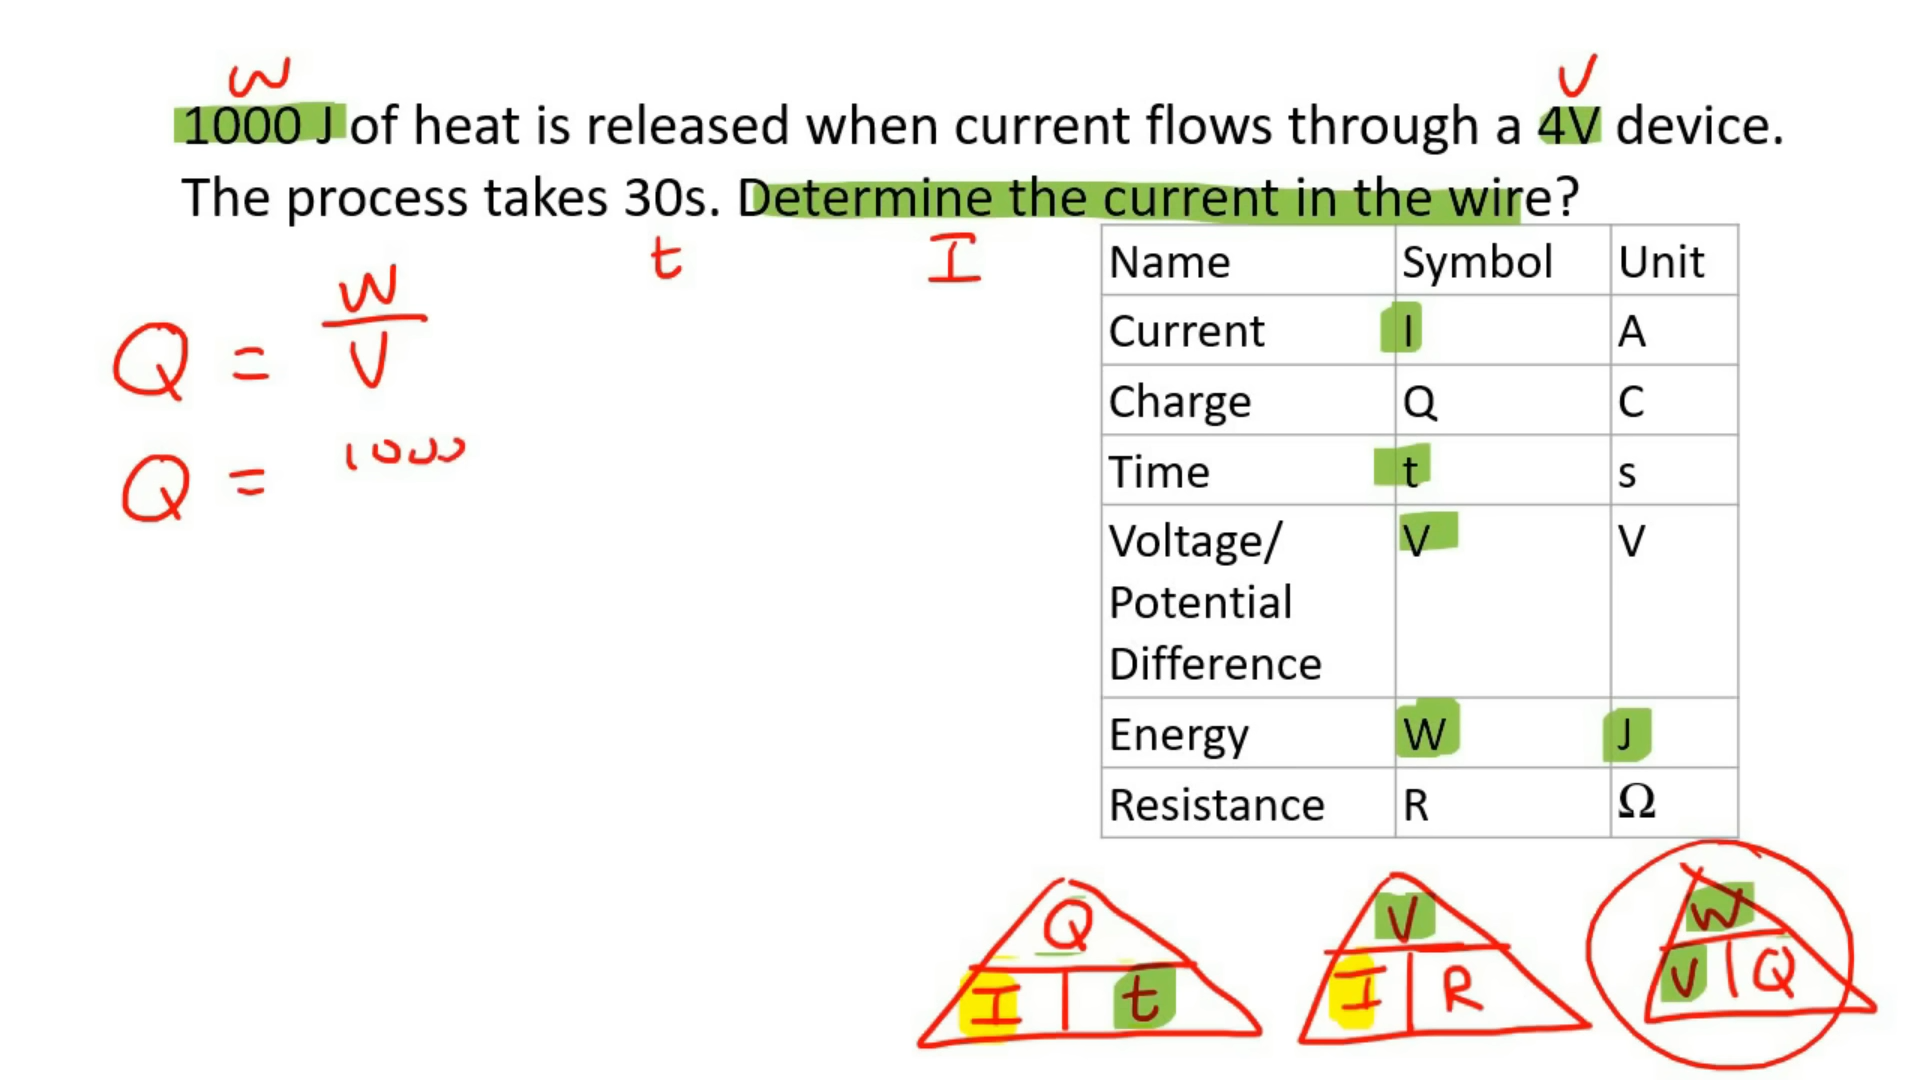 W V
1000 J of heat is released when current flows through a 4V device.
The process takes 30s. Determine the current in the wire?
t I
Q = W / V
Q = 1000
Name Symbol Unit
Current I A
Charge Q C
Time t s
Voltage/ V V
Potential
Difference
Energy W J
Resistance R Ω
Q V W
I t I R V Q